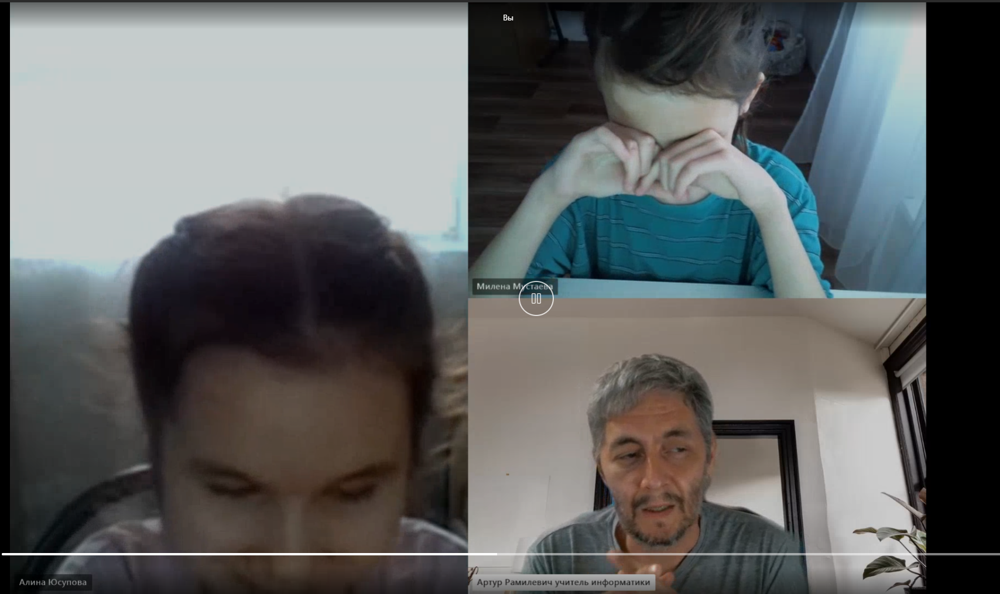 Вы
Милена Мустаева
Алина Юсупова
Артур Рамилевич учитель информатики